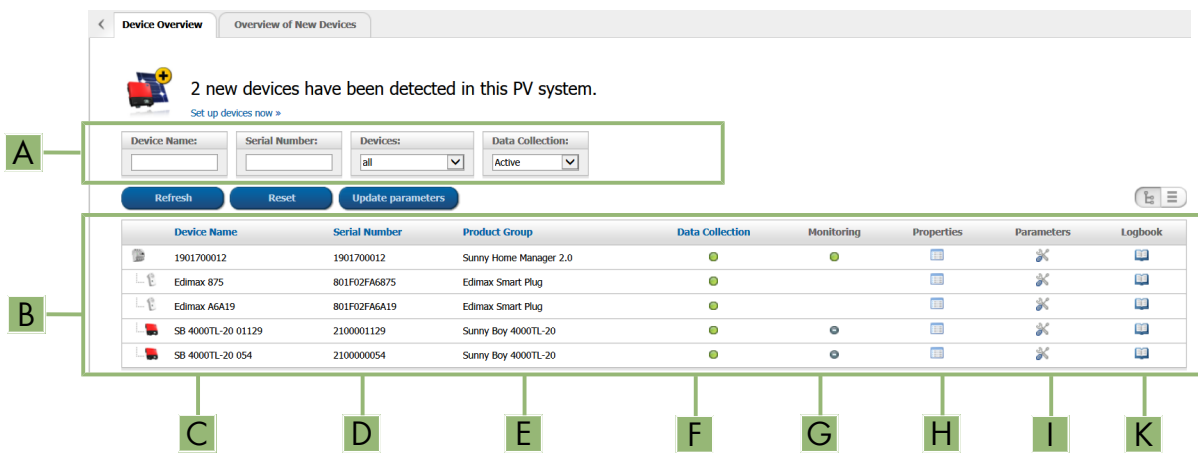 Device Overview Overview of New Devices
2 new devices have been detected in this PV system.
Set up devices now »
A
Device Name: Serial Number: Devices: Data Collection:
all Active
Refresh Reset Update parameters
Device Name Serial Number Product Group Data Collection Monitoring Properties Parameters Logbook
1901700012 1901700012 Sunny Home Manager 2.0
Edimax 875 801F02FA6875 Edimax Smart Plug
Edimax A6A19 801F02FA6A19 Edimax Smart Plug
B
SB 4000TL-20 01129 2100001129 Sunny Boy 4000TL-20
SB 4000TL-20 054 2100000054 Sunny Boy 4000TL-20
C D E F G H I K